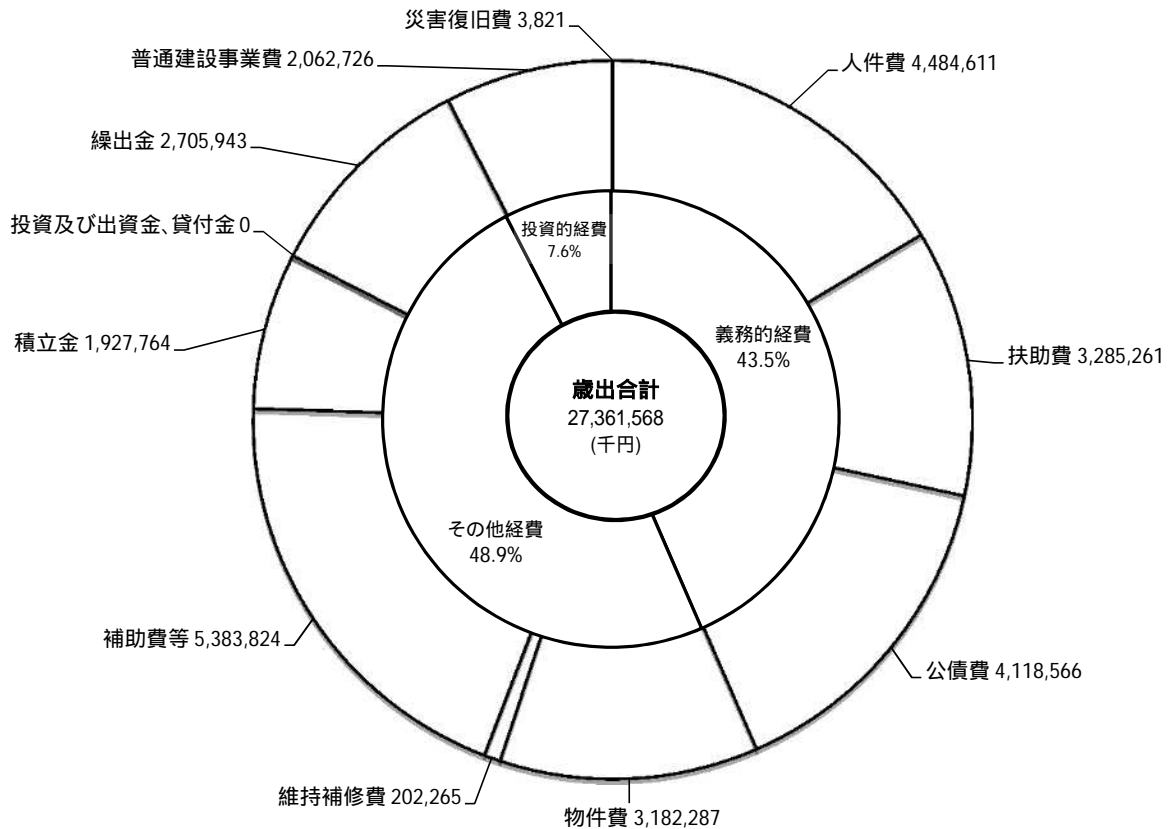 災害復旧費 3,821
普通建設事業費 2,062,726
人件費 4,484,611
繰出金 2,705,943
投資及び出資金、貸付金 0
投資的経費
7.6%
積立金 1,927,764
義務的経費
43.5%
扶助費 3,285,261
歳出合計
27,361,568
(千円)
その他経費
48.9%
補助費等 5,383,824
公債費 4,118,566
維持補修費 202,265
物件費 3,182,287